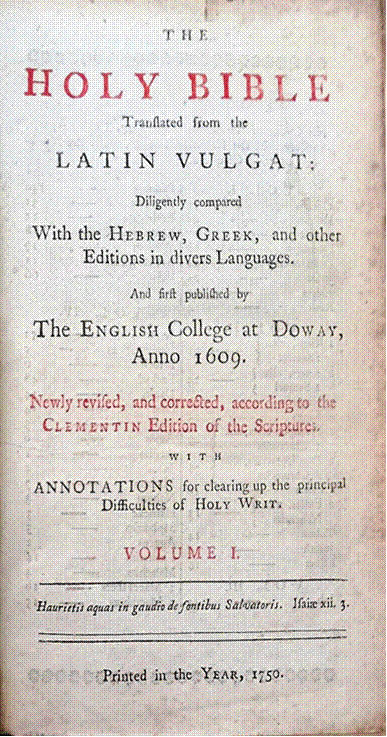 THE
HOLY BIBLE
Tranſlated from the
LATIN VULGAT:
Diligently compared
With the HEBREW, GREEK, and other
Editions in divers Languages.
And firſt publiſhed by
The ENGLISH College at DOWAY,
Anno 1609.
Newly reviſed, and corrected, according to the
CLEMENTIN Edition of the Scriptures.
WITH
ANNOTATIONS for clearing up the principal
Difficulties of HOLY WRIT.
VOLUME I.
Haurietis aquas in gaudio de fontibus Salvatoris. Iſaiæ xii. 3.
Printed in the YEAR, 1750.